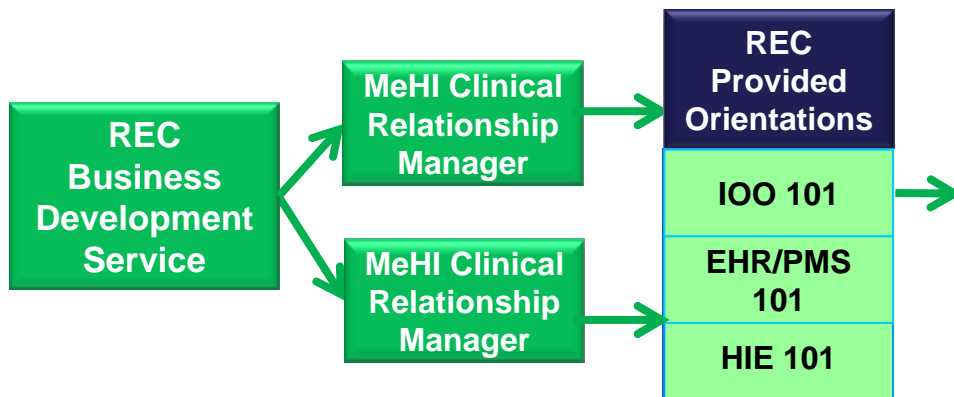 REC
Business
Development
Service
MeHI Clinical
Relationship
Manager
MeHI Clinical
Relationship
Manager
REC
Provided
Orientations
IOO 101
EHR/PMS
101
HIE 101